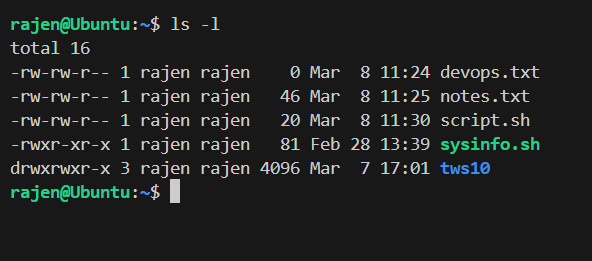 rajen@Ubuntu:~$ ls -l
total 16
-rw-rw-r-- 1 rajen rajen    0 Mar  8 11:24 devops.txt
-rw-rw-r-- 1 rajen rajen   46 Mar  8 11:25 notes.txt
-rw-rw-r-- 1 rajen rajen   20 Mar  8 11:30 script.sh
-rwxr-xr-x 1 rajen rajen   81 Feb 28 13:39 sysinfo.sh
drwxrwxr-x 3 rajen rajen 4096 Mar  7 17:01 tws10
rajen@Ubuntu:~$